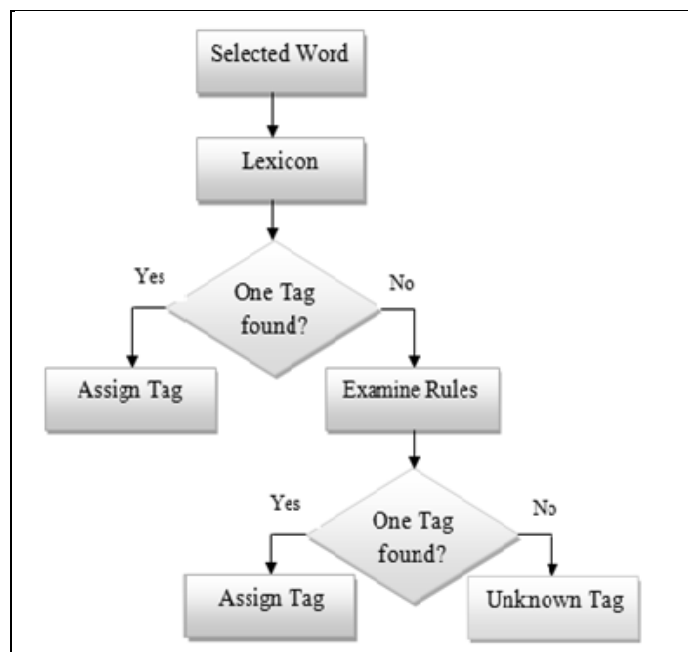 Selected Word
Lexicon
Yes
No
One Tag
found?
Assign Tag
Examine Rules
Yes
No
One Tag
found?
Assign Tag
Unknown Tag